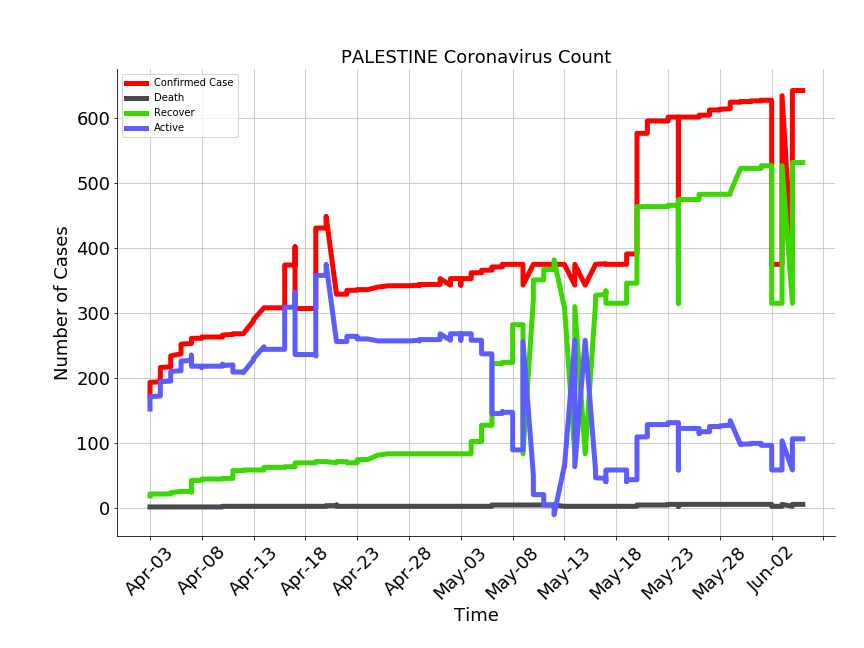 PALESTINE Coronavirus Count
Confirmed Case
Death
Recover
Active
Number of Cases
600
500
400
300
200
100
0
Apr-03 Apr-08 Apr-13 Apr-18 Apr-23 Apr-28 May-03 May-08 May-13 May-18 May-23 May-28 Jun-02
Time